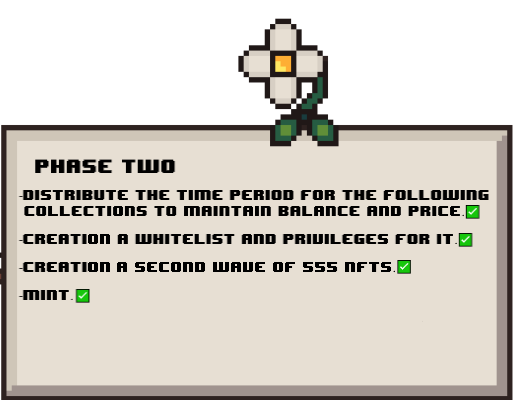 PHASE TWO
-DISTRIBUTE THE TIME PERIOD FOR THE FOLLOWING
COLLECTIONS TO MAINTAIN BALANCE AND PRICE.✅
-CREATION A WHITELIST AND PRIVILEGES FOR IT.✅
-CREATION A SECOND WAVE OF 555 NFTS.✅
-MINT.✅